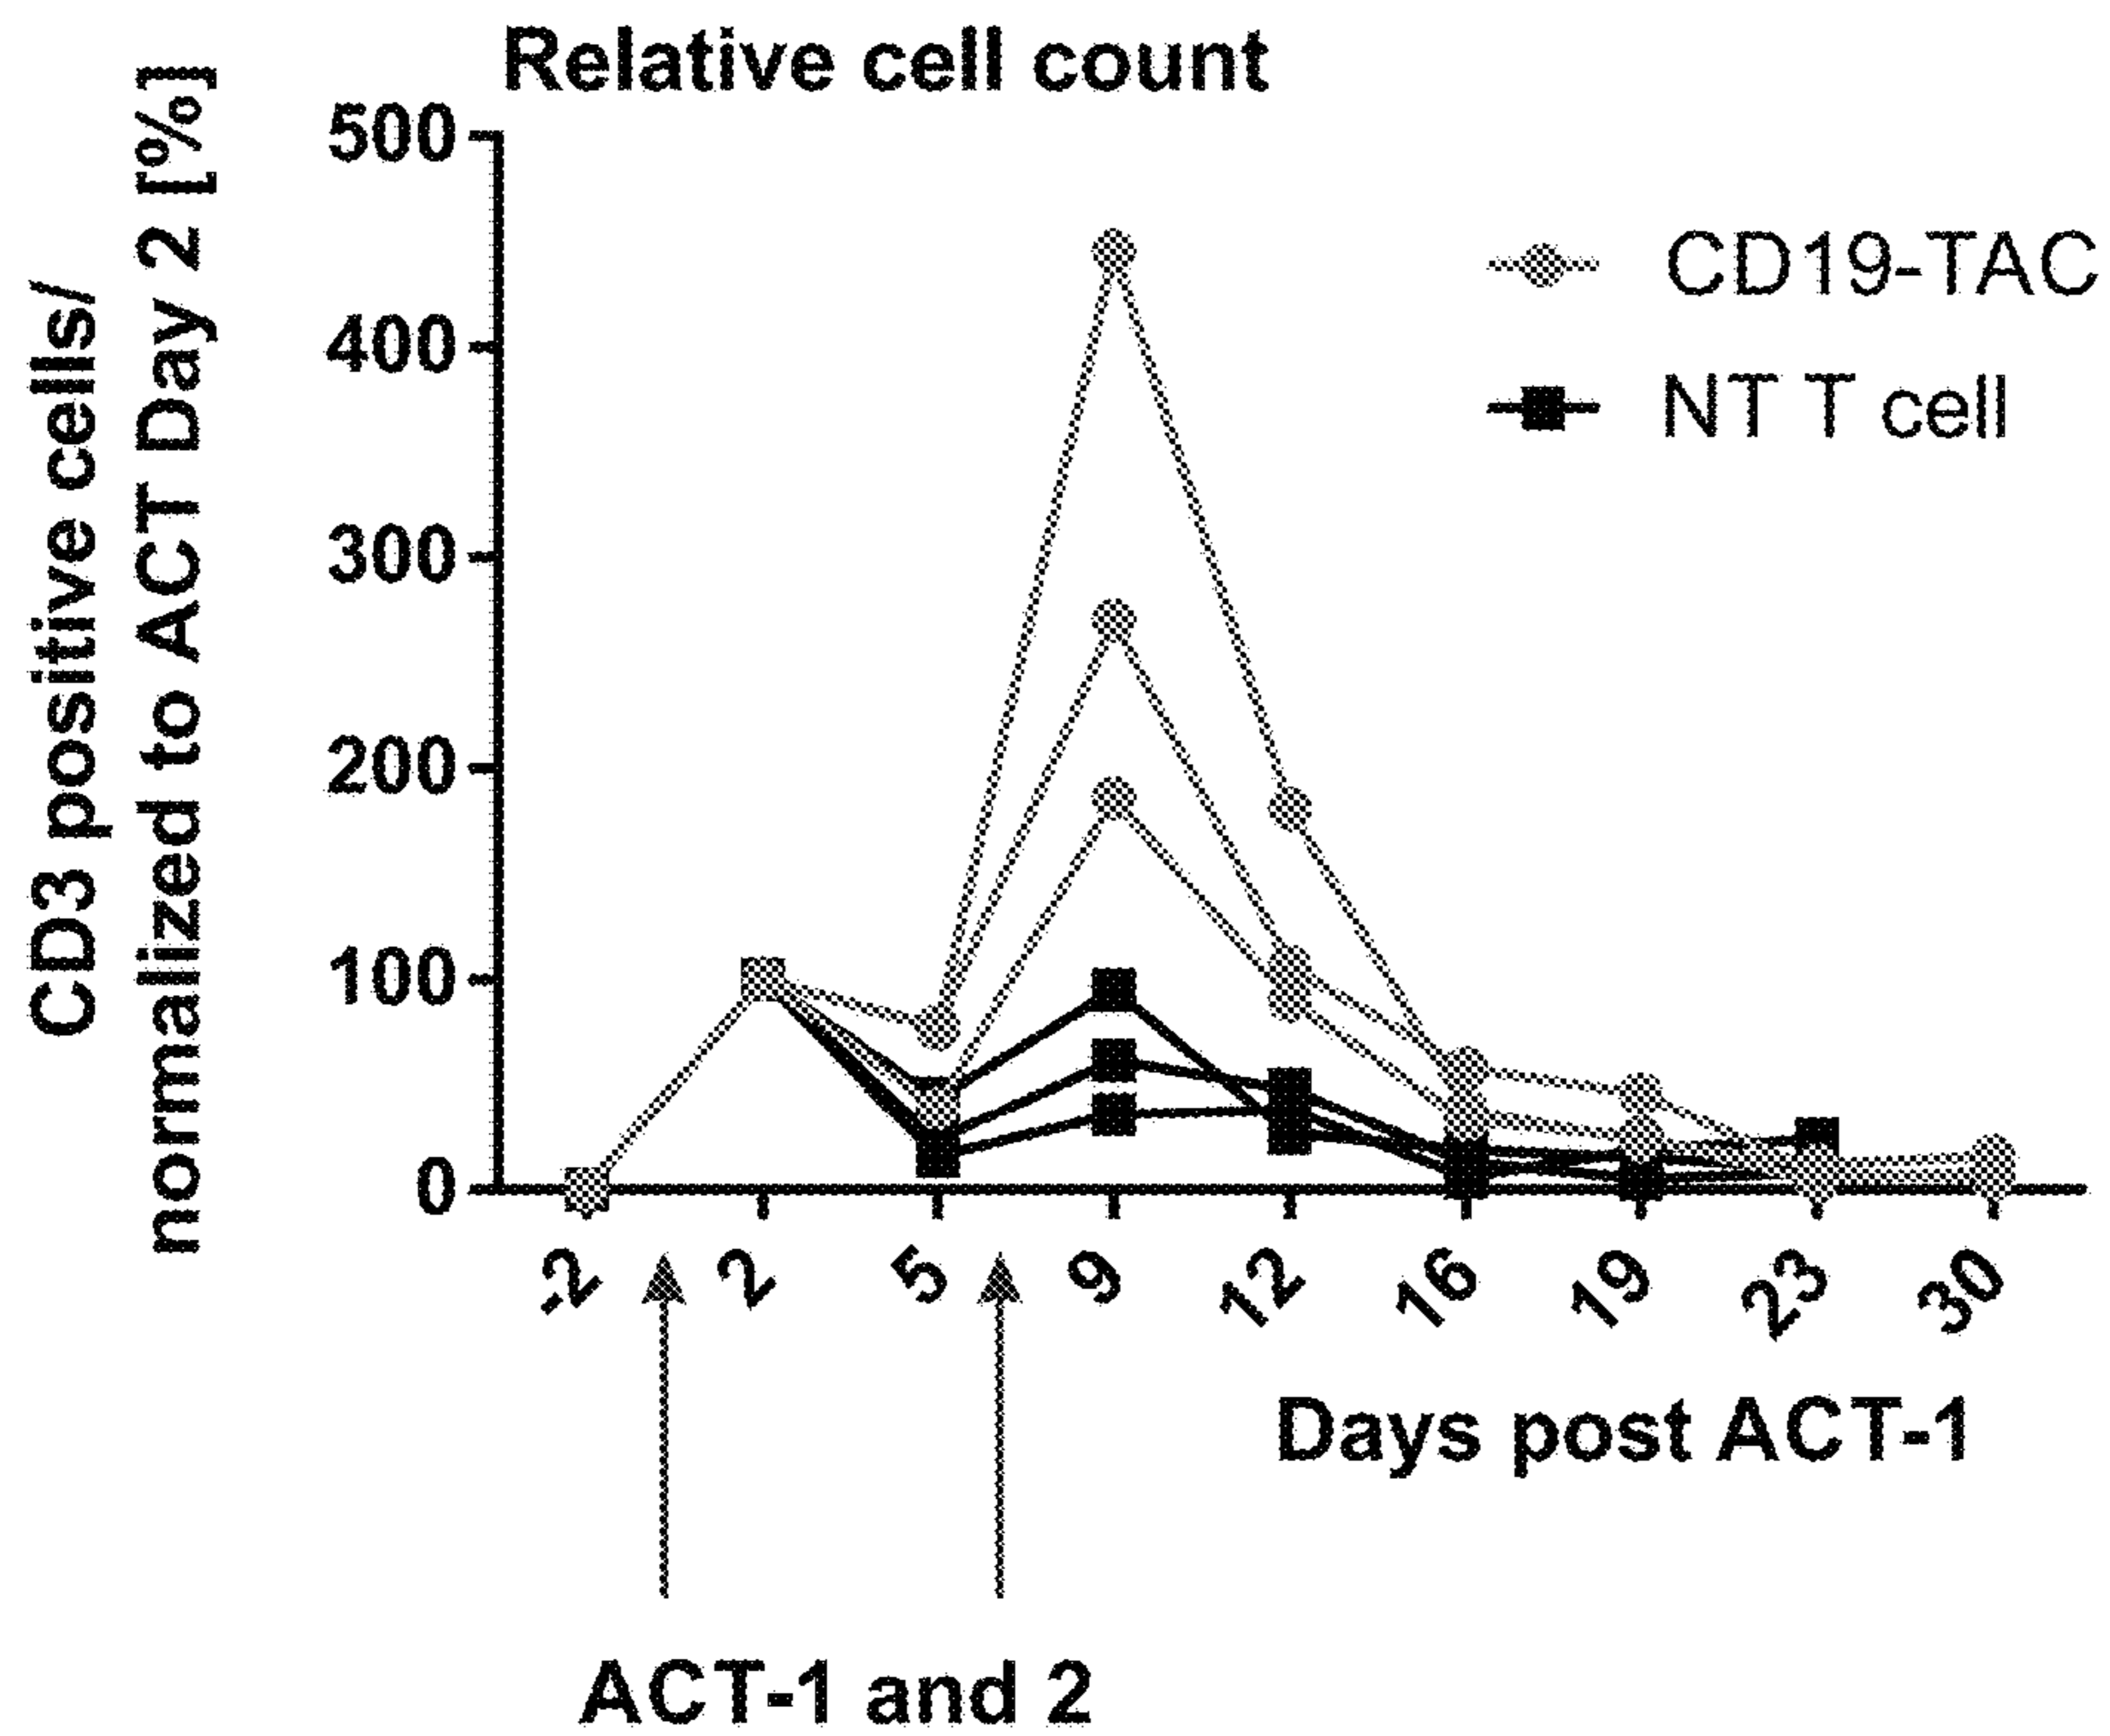 Relative cell count
CD3 positive cells/
normalized to ACT Day 2 [%]
500
400
300
200
100
0
CD19-TAC
NT T cell
-2 2 5 9 12 16 19 23 30
Days post ACT-1
ACT-1 and 2